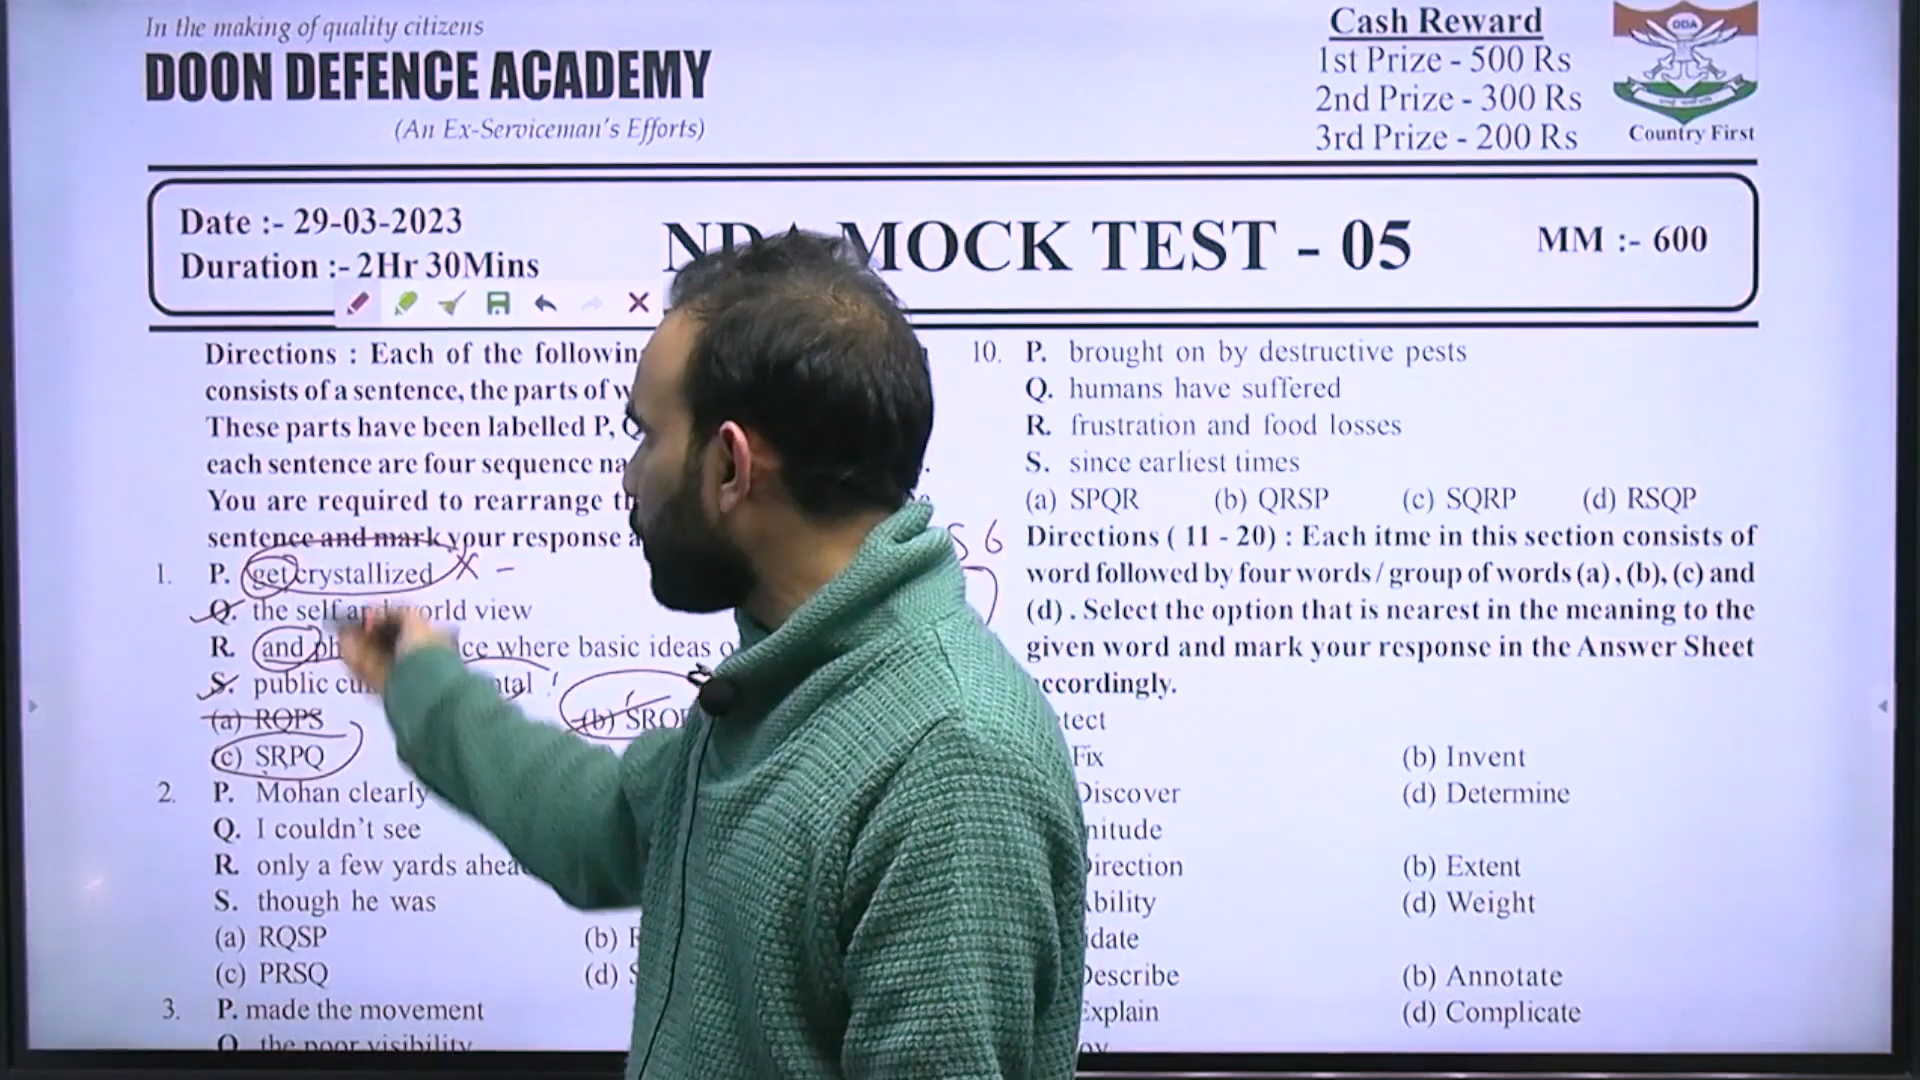 In the making of quality citizens
DOON DEFENCE ACADEMY
(An Ex-Serviceman's Efforts)
Cash Reward
1st Prize - 500 Rs
2nd Prize - 300 Rs
3rd Prize - 200 Rs
DDA
Country First
Date :- 29-03-2023
Duration :- 2Hr 30Mins
MOCK TEST - 05
MM :- 600
Directions : Each of the
consists of a sentence, the parts of
These parts have been labelled P,
each sentence are four sequence
You are required to rearrange
sentence and mark your response
1. P. get crystallized
Q. the self and world view
R. and where basic ideas
S. public
(a) RQPS (b)
(c) SRPQ
2. P. Mohan clearly
Q. I couldn't see
R. only a few yards
S. though he was
(a) RQSP (b)
(c) PRSQ (d)
3. P. made the movement
Q. the poor visibility
10. P. brought on by destructive pests
Q. humans have suffered
R. frustration and food losses
S. since earliest times
(a) SPQR (b) QRSP (c) SQRP (d) RSQP
S6
Directions ( 11 - 20) : Each itme in this section consists of
word followed by four words / group of words (a), (b), (c) and
(d) . Select the option that is nearest in the meaning to the
given word and mark your response in the Answer Sheet
accordingly.
Fix (b) Invent
Discover (d) Determine
Direction (b) Extent
Ability (d) Weight
Describe (b) Annotate
Explain (d) Complicate